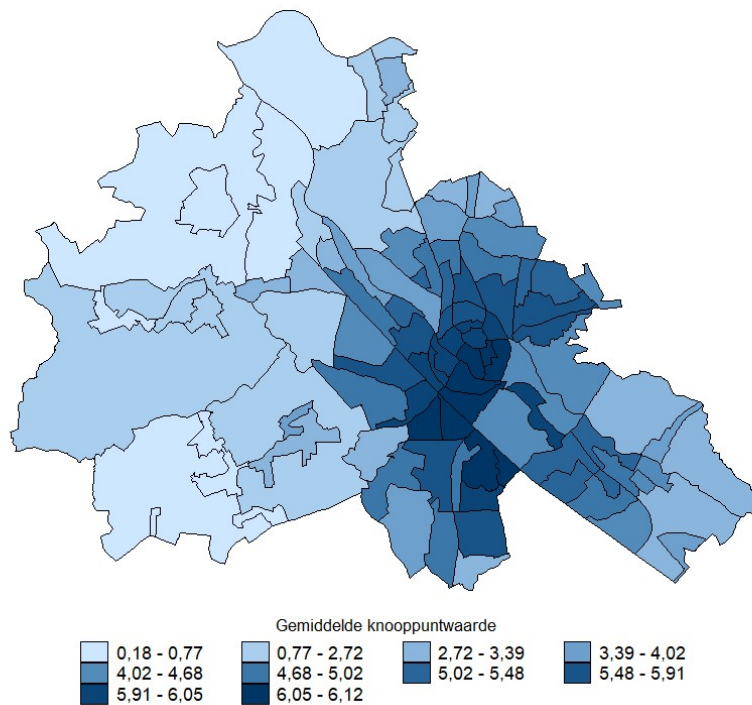 Gemiddelde knooppuntwaarde
0,18 - 0,77 0,77 - 2,72 2,72 - 3,39 3,39 - 4,02
4,02 - 4,68 4,68 - 5,02 5,02 - 5,48 5,48 - 5,91
5,91 - 6,05 6,05 - 6,12